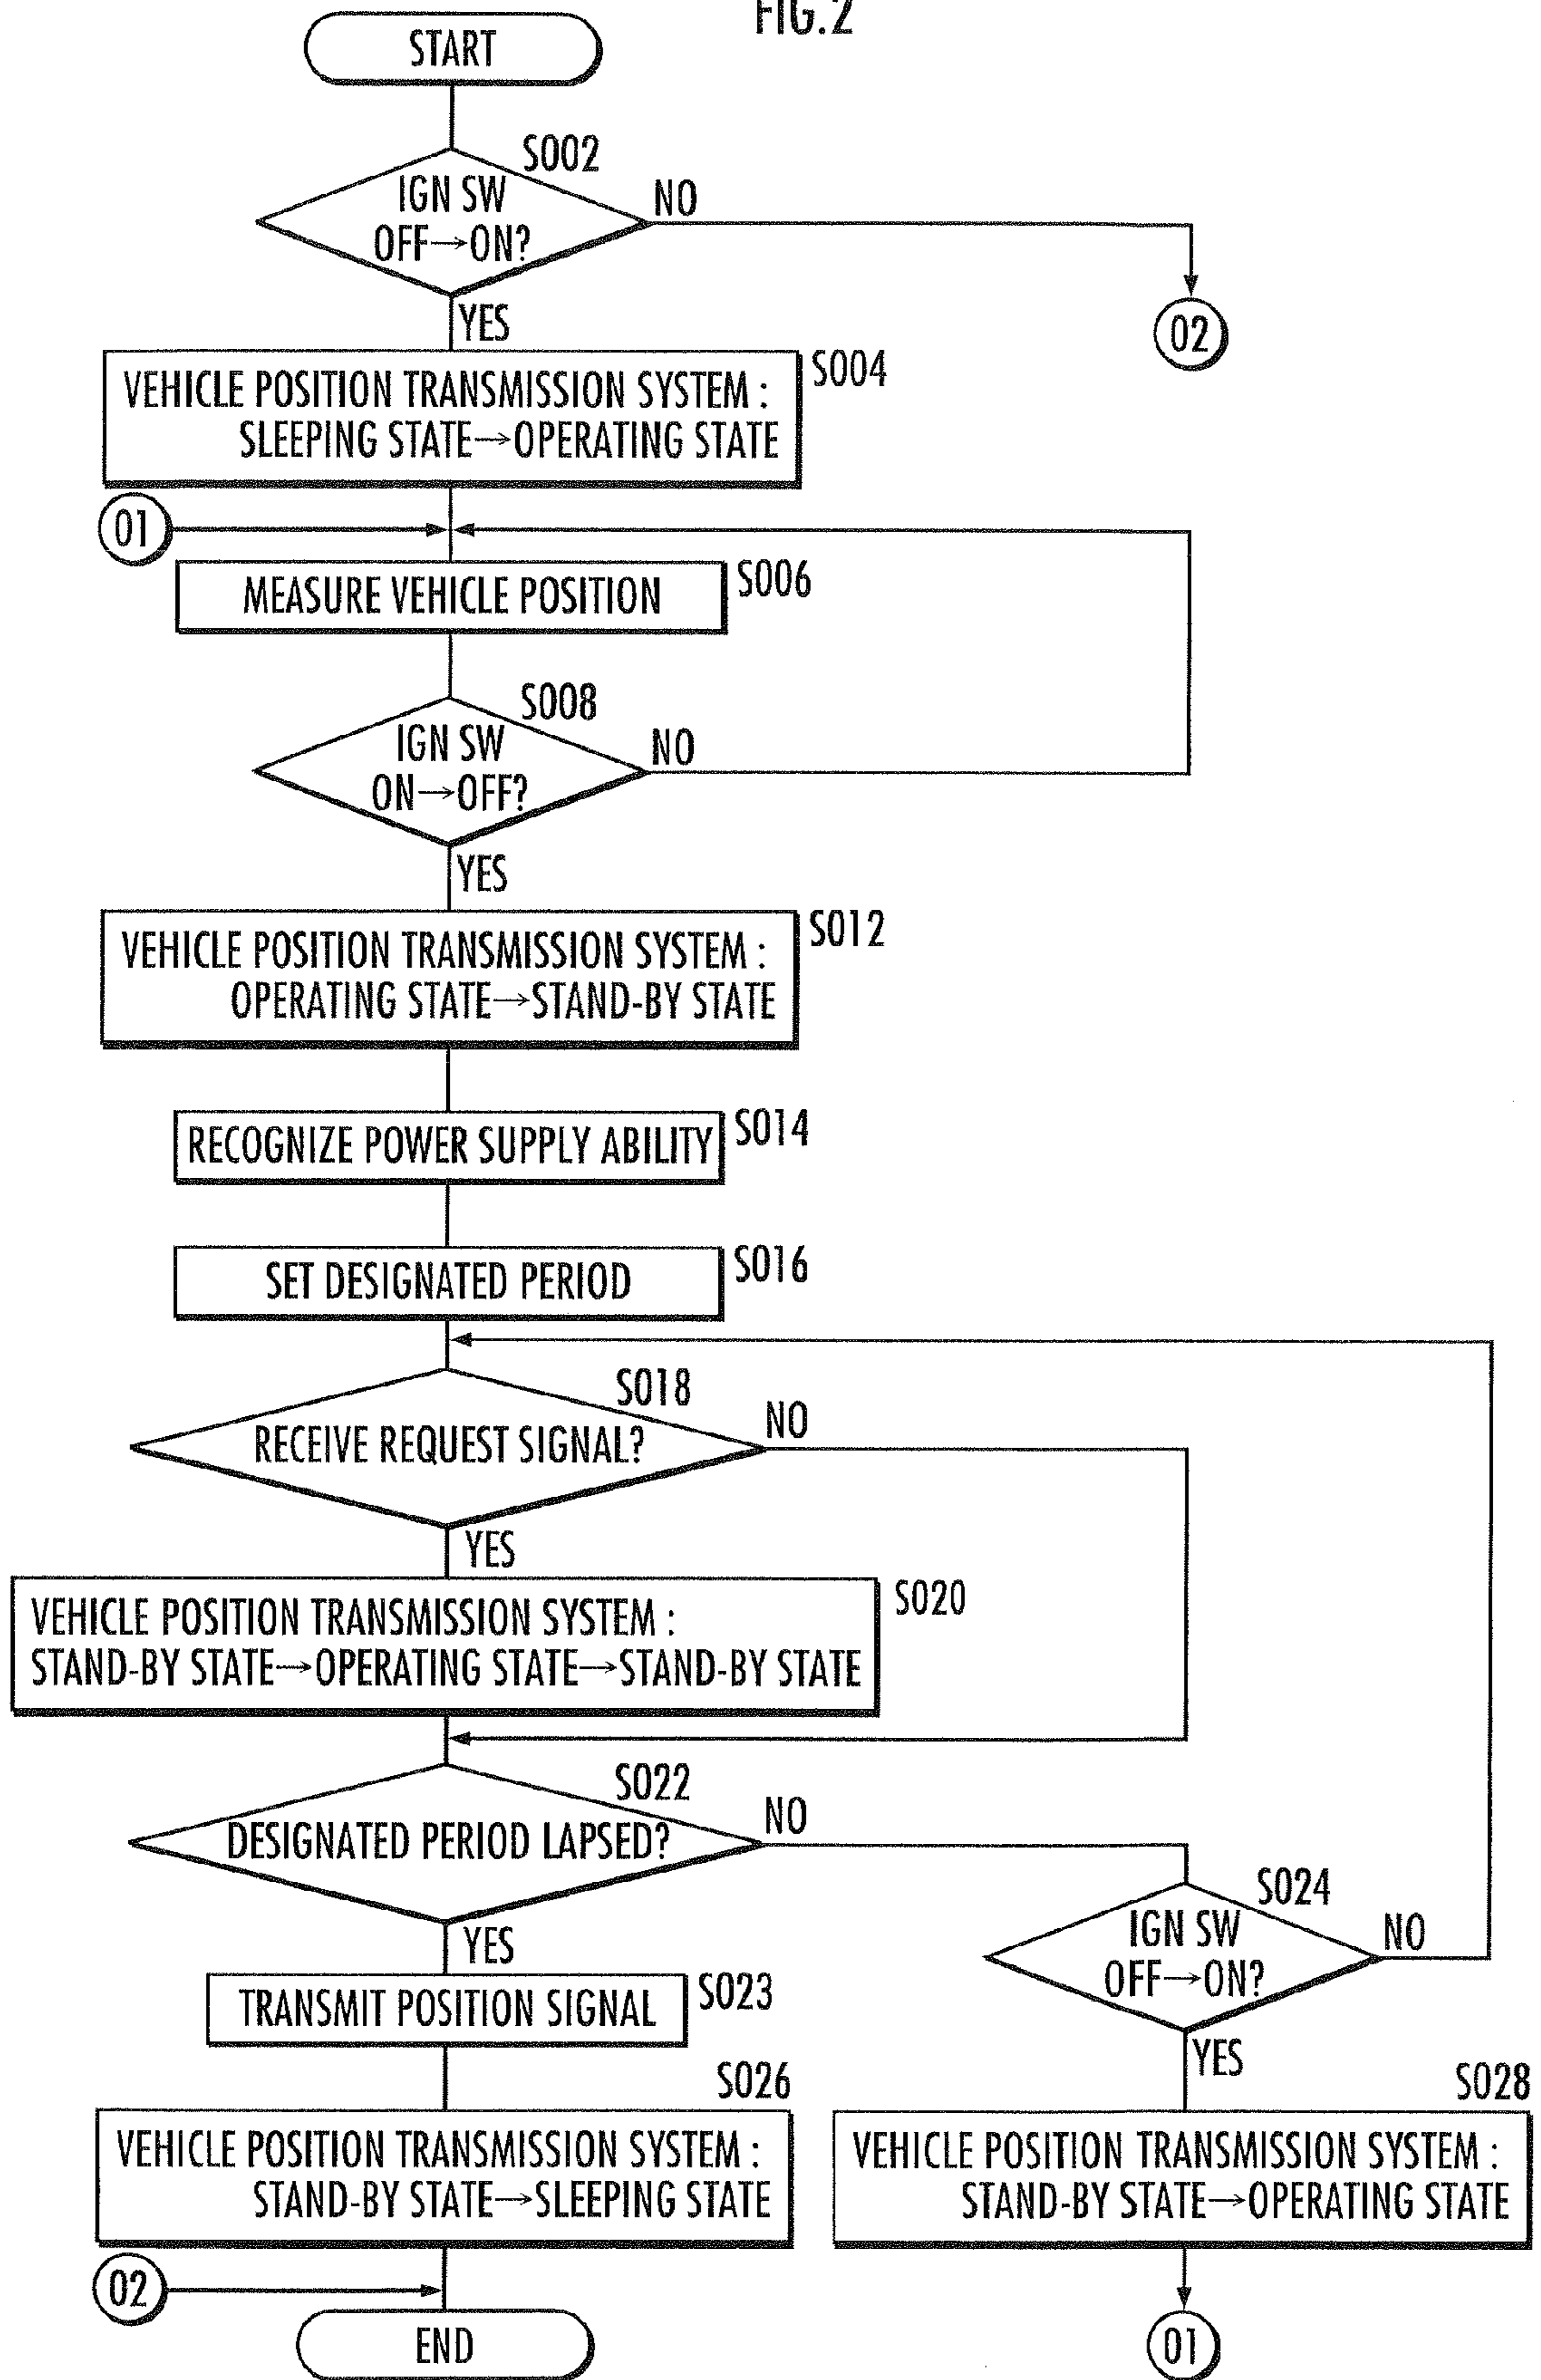 FIG.2
START
S002
IGN SW
OFF→ON?
NO
02
YES
S004
VEHICLE POSITION TRANSMISSION SYSTEM :
SLEEPING STATE→OPERATING STATE
01
MEASURE VEHICLE POSITION
S006
S008
IGN SW
ON→OFF?
NO
YES
S012
VEHICLE POSITION TRANSMISSION SYSTEM :
OPERATING STATE→STAND-BY STATE
RECOGNIZE POWER SUPPLY ABILITY
S014
SET DESIGNATED PERIOD
S016
S018
RECEIVE REQUEST SIGNAL?
NO
YES
S020
VEHICLE POSITION TRANSMISSION SYSTEM :
STAND-BY STATE→OPERATING STATE→STAND-BY STATE
S022
DESIGNATED PERIOD LAPSED?
NO
S024
IGN SW
OFF→ON?
NO
YES
TRANSMIT POSITION SIGNAL
S023
YES
S026
VEHICLE POSITION TRANSMISSION SYSTEM :
STAND-BY STATE→SLEEPING STATE
S028
VEHICLE POSITION TRANSMISSION SYSTEM :
STAND-BY STATE→OPERATING STATE
02
END
01